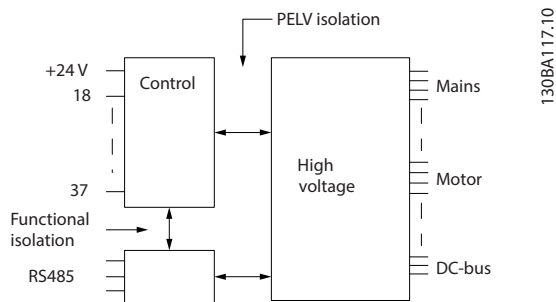 PELV isolation
130BA117.10
+24 V
Control
Mains
18
High
voltage
Motor
37
Functional
isolation
RS485
DC-bus